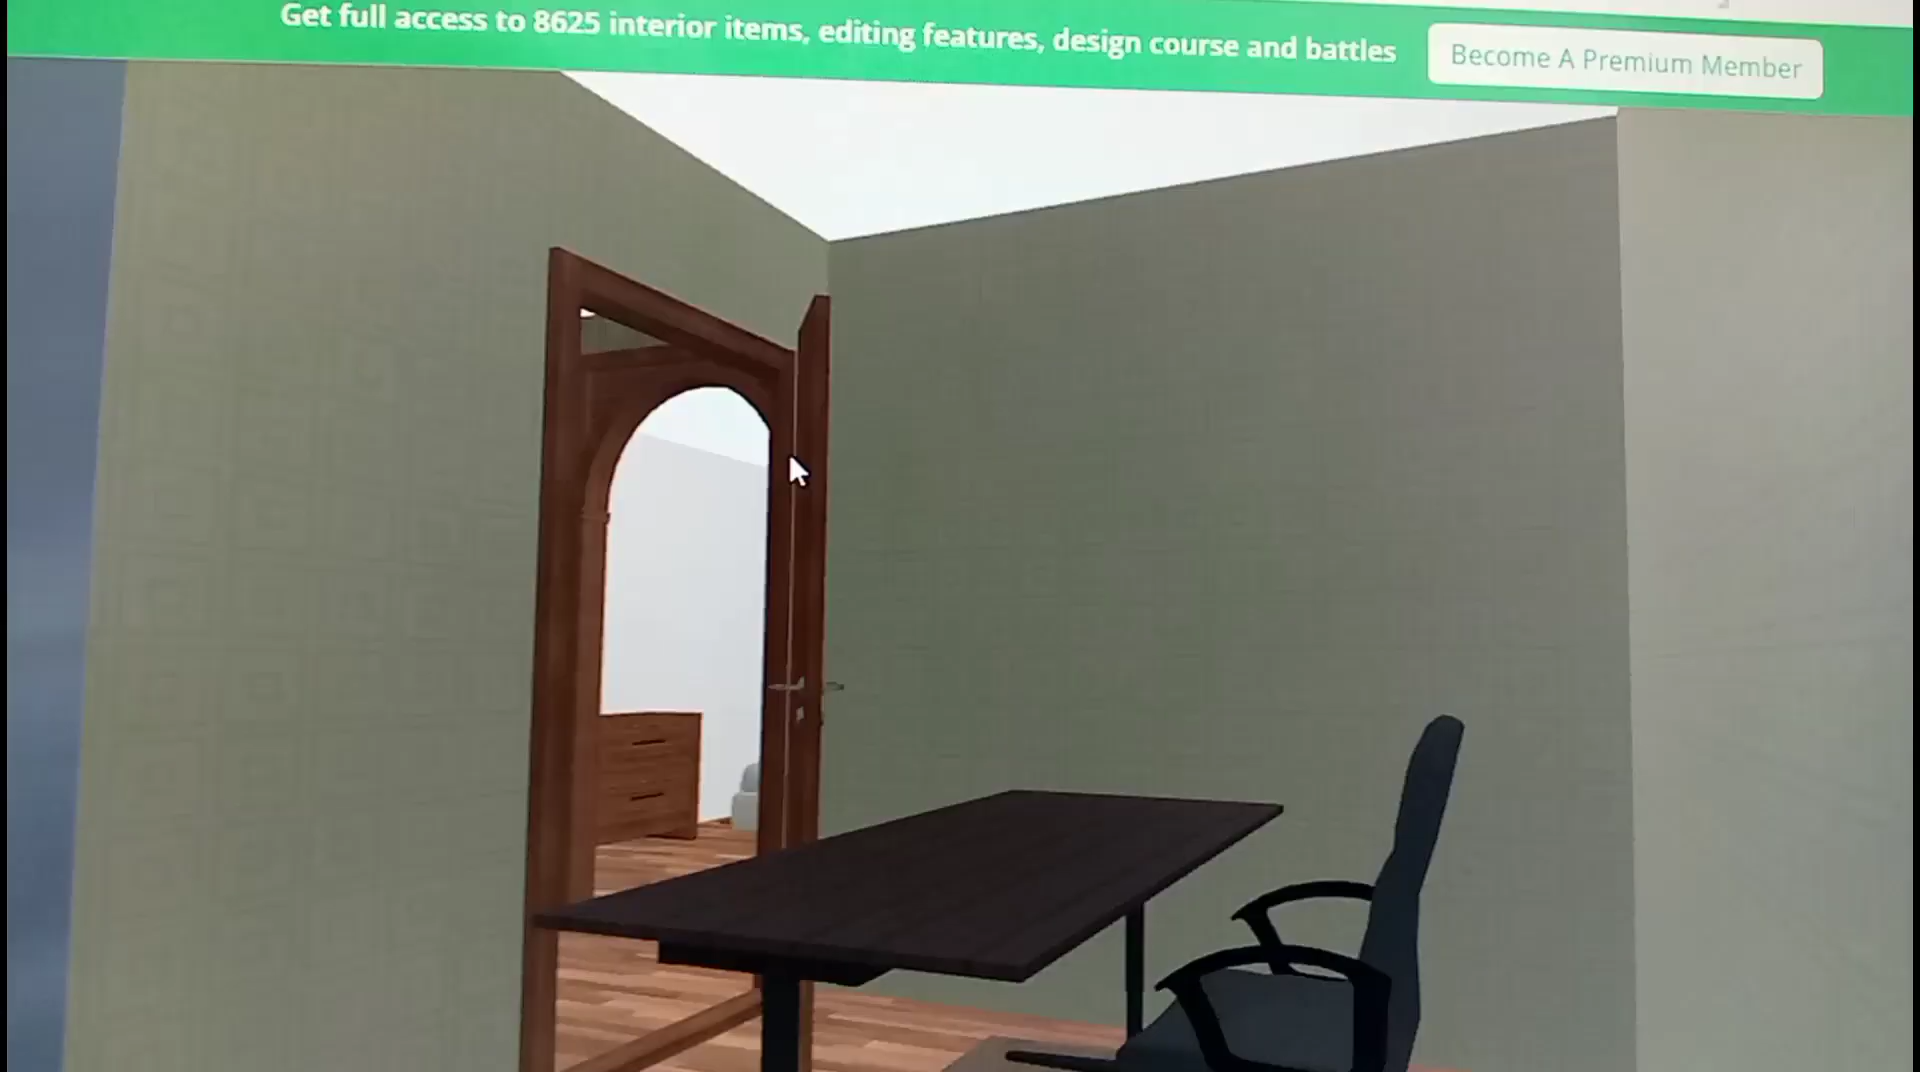 Get full access to 8625 interior items, editing features, design course and battles
Become A Premium Member